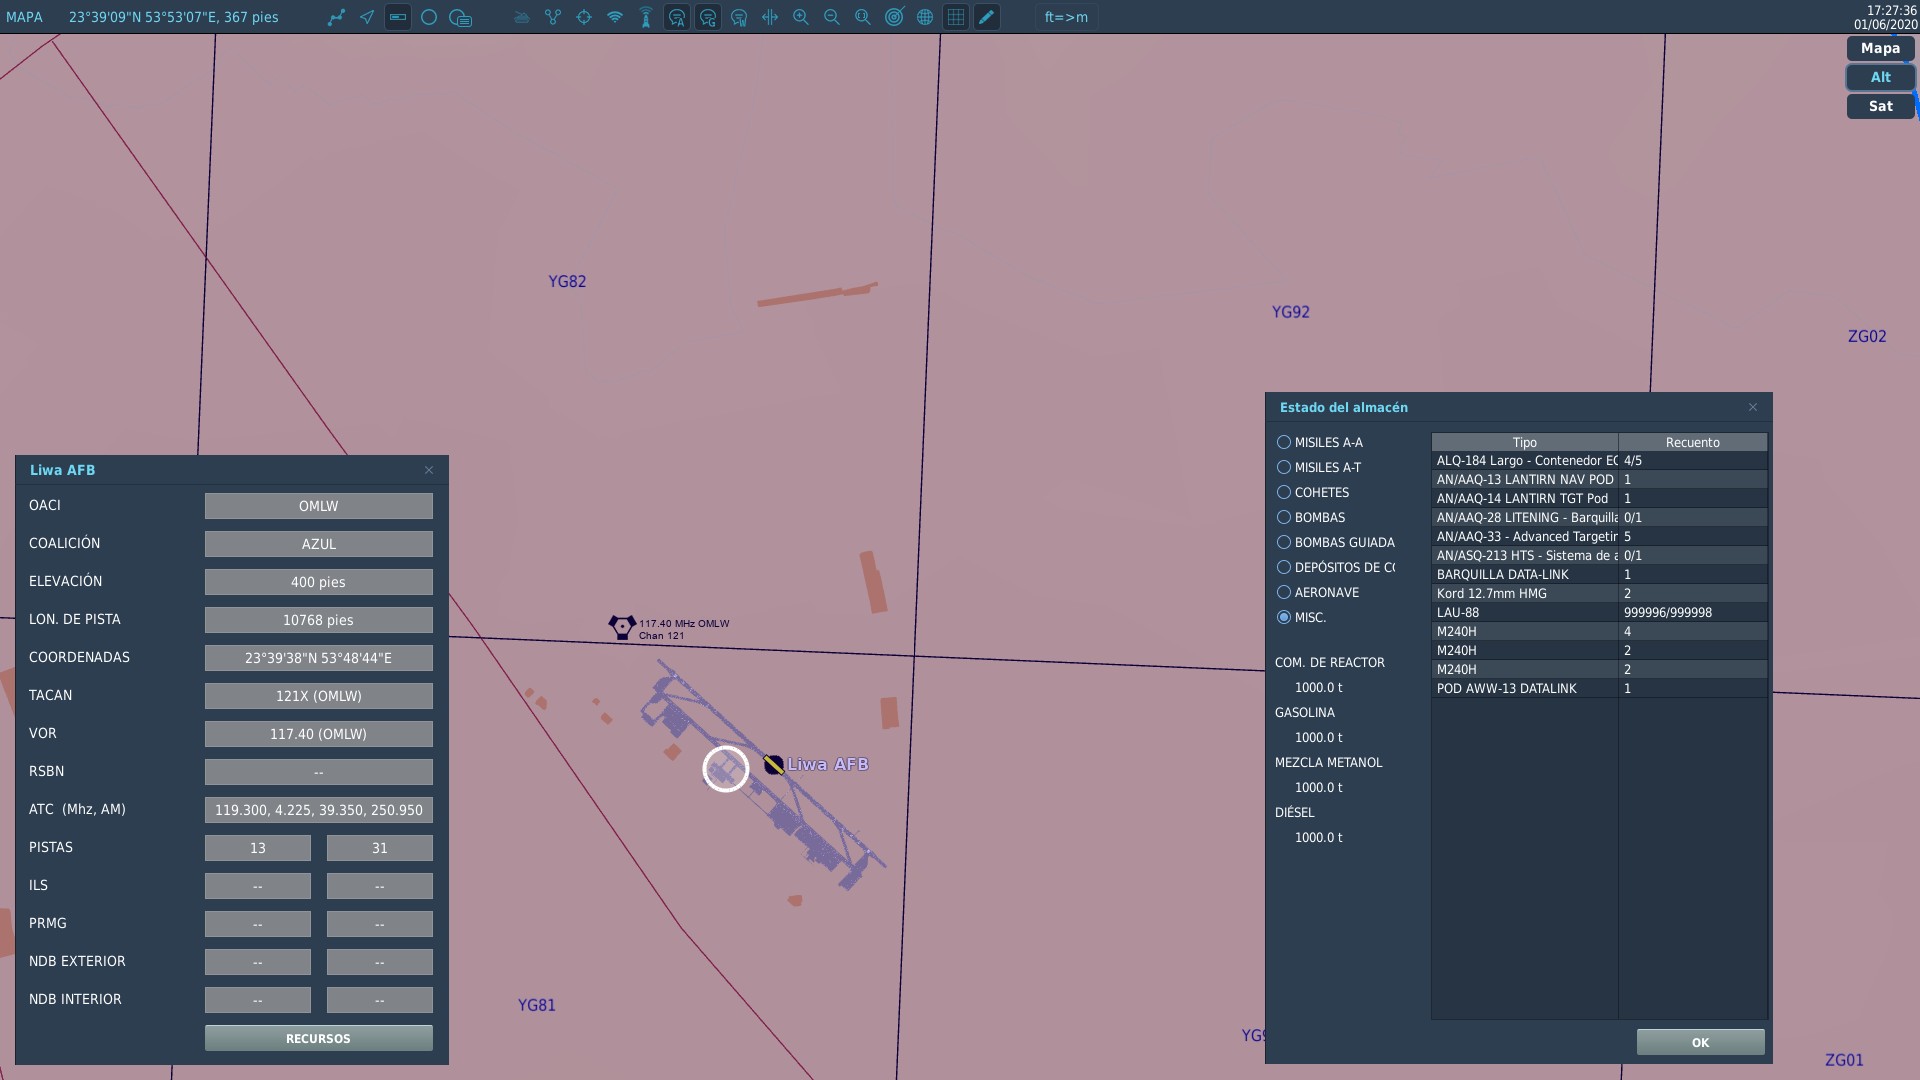 MAPA 23°39'09"N 53°53'07"E, 367 pies ft=>m 17:27:36
01/06/2020
Mapa
Alt
Sat
YG82
YG92
ZG02
117.40 MHz OMLW
Chan 121
Liwa AFB
YG81
ZG01
Liwa AFB
OACI OMLW
COALICIÓN AZUL
ELEVACIÓN 400 pies
LON. DE PISTA 10768 pies
COORDENADAS 23°39'38"N 53°48'44"E
TACAN 121X (OMLW)
VOR 117.40 (OMLW)
RSBN --
ATC (Mhz, AM) 119.300, 4.225, 39.350, 250.950
PISTAS 13 31
ILS -- --
PRMG -- --
NDB EXTERIOR -- --
NDB INTERIOR -- --
RECURSOS
Estado del almacén
MISILES A-A
MISILES A-T
COHETES
BOMBAS
BOMBAS GUIADA
DEPÓSITOS DE CO
AERONAVE
MISC.
COM. DE REACTOR
1000.0 t
GASOLINA
1000.0 t
MEZCLA METANOL
1000.0 t
DIÉSEL
1000.0 t
Tipo Recuento
ALQ-184 Largo - Contenedor EC 4/5
AN/AAQ-13 LANTIRN NAV POD 1
AN/AAQ-14 LANTIRN TGT Pod 1
AN/AAQ-28 LITENING - Barquilla 0/1
AN/AAQ-33 - Advanced Targetin 5
AN/ASQ-213 HTS - Sistema de a 0/1
BARQUILLA DATA-LINK 1
Kord 12.7mm HMG 2
LAU-88 999996/999998
M240H 4
M240H 2
M240H 2
POD AWW-13 DATALINK 1
OK